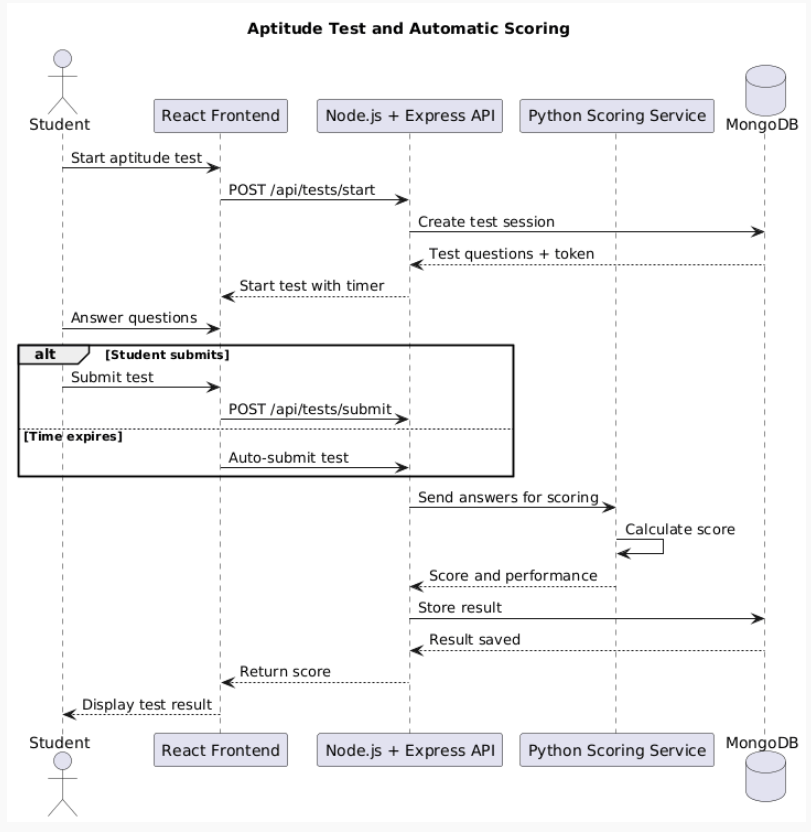 Aptitude Test and Automatic Scoring
Student
React Frontend
Node.js + Express API
Python Scoring Service
MongoDB
Start aptitude test
POST /api/tests/start
Create test session
Test questions + token
Start test with timer
Answer questions
alt [Student submits]
Submit test
POST /api/tests/submit
[Time expires]
Auto-submit test
Send answers for scoring
Calculate score
Score and performance
Store result
Result saved
Return score
Display test result
Student
React Frontend
Node.js + Express API
Python Scoring Service
MongoDB